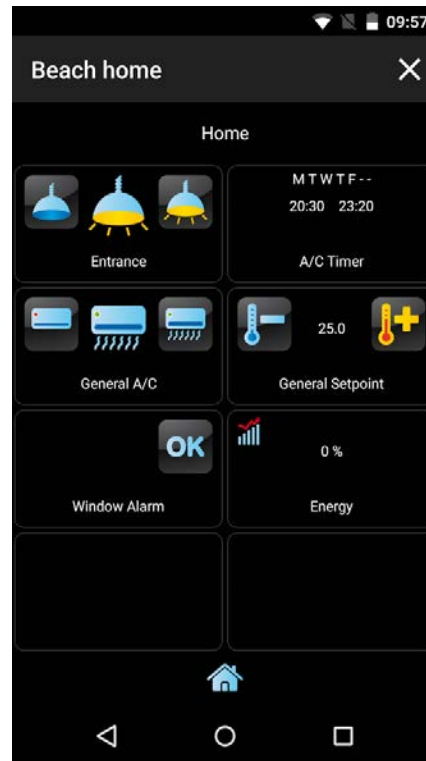 09:57
Beach home
Home
Entrance
M T W T F - -
20:30 23:20
A/C Timer
General A/C
25.0
General Setpoint
OK
Window Alarm
0 %
Energy